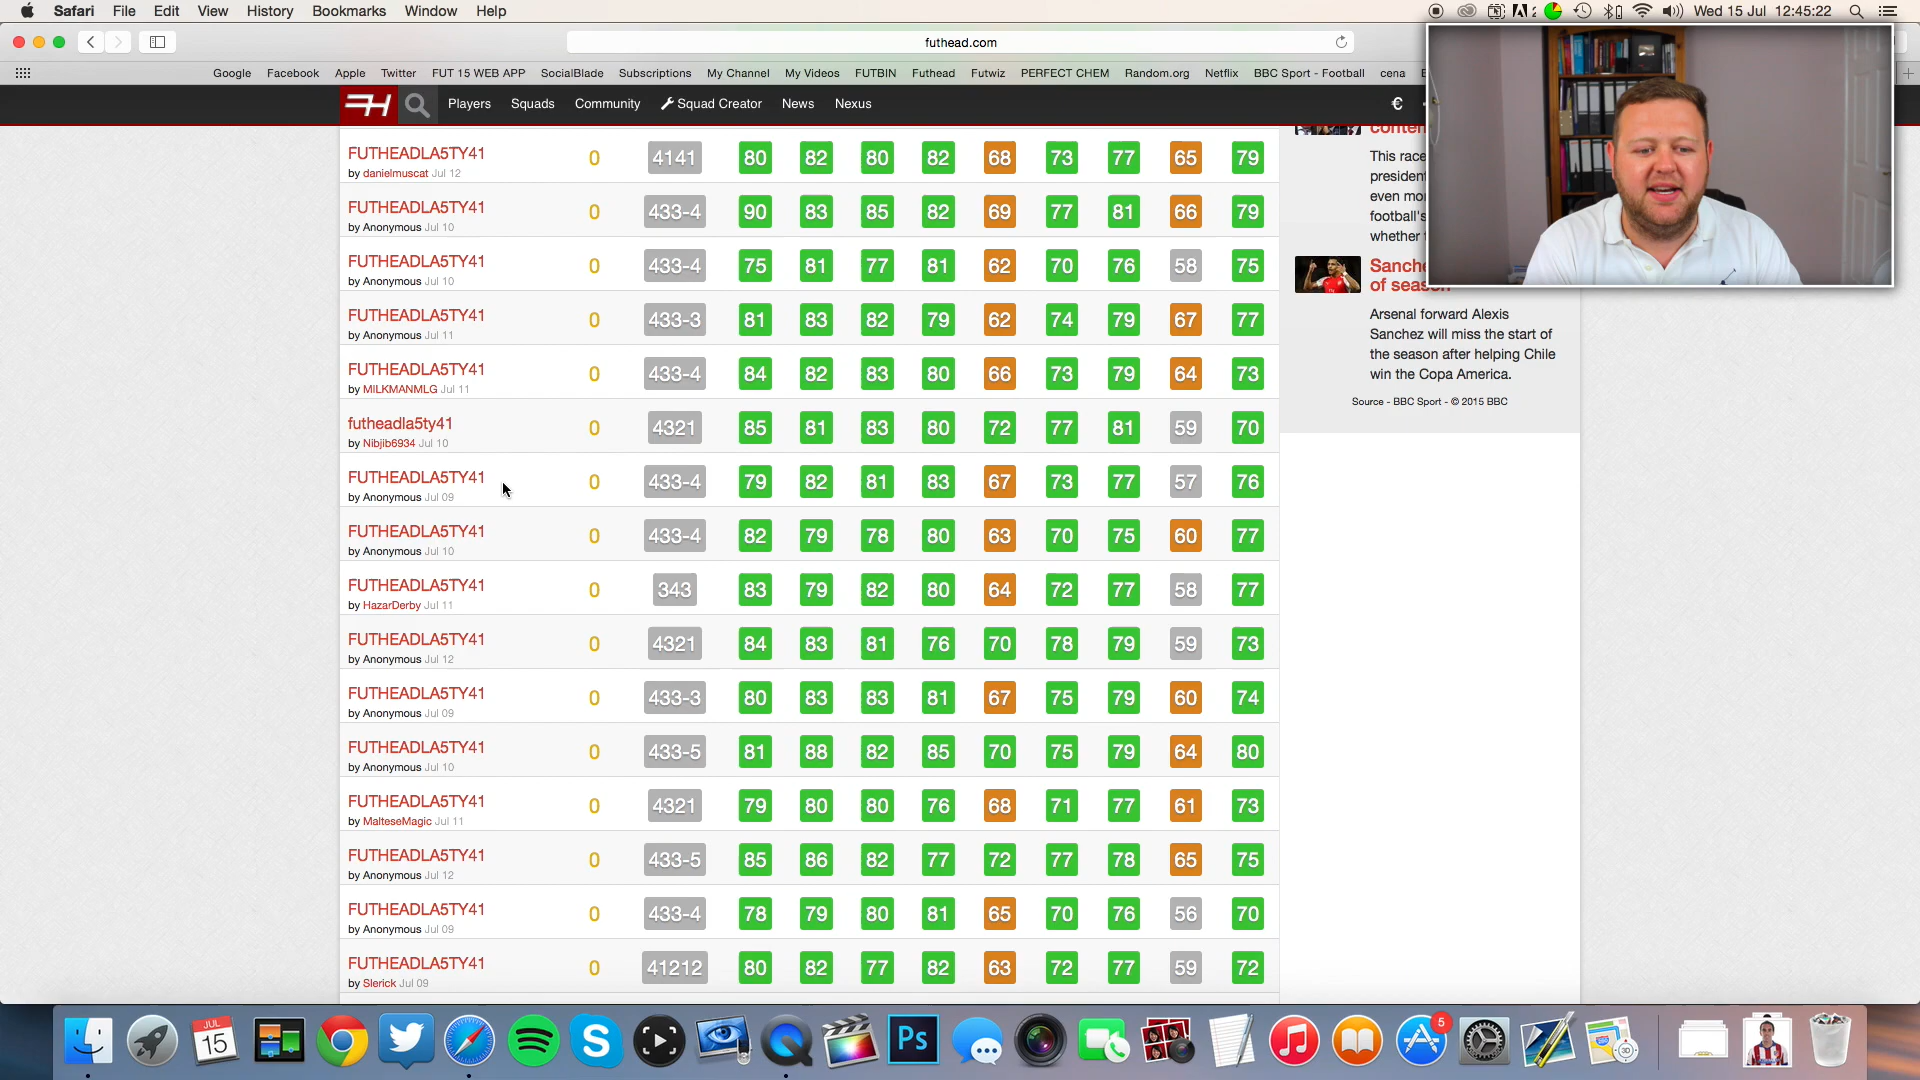 Safari File Edit View History Bookmarks Window Help
2 Wed 15 Jul 12:45:22
futhead.com
Google Facebook Apple Twitter FUT 15 WEB APP SocialBlade Subscriptions My Channel My Videos FUTBIN Futhead Futwiz PERFECT CHEM Random.org Netflix BBC Sport - Football cena
FH Players Squads Community Squad Creator News Nexus €
FUTHEADLA5TY41 0 4141 80 82 80 82 68 73 77 65 79
by danielmuscat Jul 12
FUTHEADLA5TY41 0 433-4 90 83 85 82 69 77 81 66 79
by Anonymous Jul 10
FUTHEADLA5TY41 0 433-4 75 81 77 81 62 70 76 58 75
by Anonymous Jul 10
FUTHEADLA5TY41 0 433-3 81 83 82 79 62 74 79 67 77
by Anonymous Jul 11
FUTHEADLA5TY41 0 433-4 84 82 83 80 66 73 79 64 73
by MILKMANMLG Jul 11
futheadla5ty41 0 4321 85 81 83 80 72 77 81 59 70
by Nibjib6934 Jul 10
FUTHEADLA5TY41 0 433-4 79 82 81 83 67 73 77 57 76
by Anonymous Jul 09
FUTHEADLA5TY41 0 433-4 82 79 78 80 63 70 75 60 77
by Anonymous Jul 10
FUTHEADLA5TY41 0 343 83 79 82 80 64 72 77 58 77
by HazarDerby Jul 11
FUTHEADLA5TY41 0 4321 84 83 81 76 70 78 79 59 73
by Anonymous Jul 12
FUTHEADLA5TY41 0 433-3 80 83 83 81 67 75 79 60 74
by Anonymous Jul 09
FUTHEADLA5TY41 0 433-5 81 88 82 85 70 75 79 64 80
by Anonymous Jul 10
FUTHEADLA5TY41 0 4321 79 80 80 76 68 71 77 61 73
by MalteseMagic Jul 11
FUTHEADLA5TY41 0 433-5 85 86 82 77 72 77 78 65 75
by Anonymous Jul 12
FUTHEADLA5TY41 0 433-4 78 79 80 81 65 70 76 56 70
by Anonymous Jul 09
FUTHEADLA5TY41 0 41212 80 82 77 82 63 72 77 59 72
by Slerick Jul 09
This race
president
even mo
football's
whether
Sanche
of season
Arsenal forward Alexis
Sanchez will miss the start of
the season after helping Chile
win the Copa America.
Source - BBC Sport - © 2015 BBC
JUL
15
Ps
5
3D